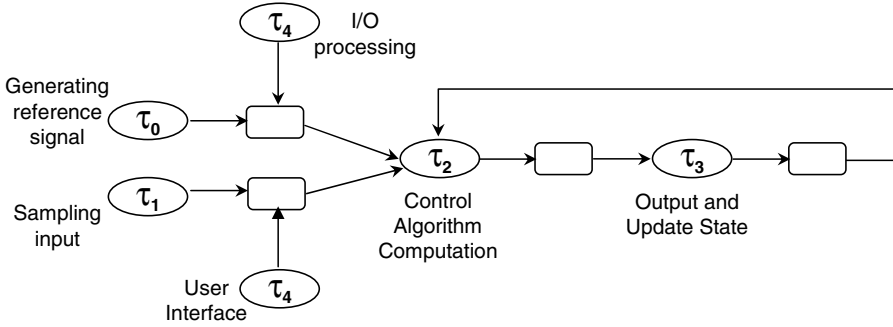 τ4
I/O
processing
Generating
reference
signal
τ0
τ1
Sampling
input
τ2
Control
Algorithm
Computation
τ3
Output and
Update State
User
Interface
τ4